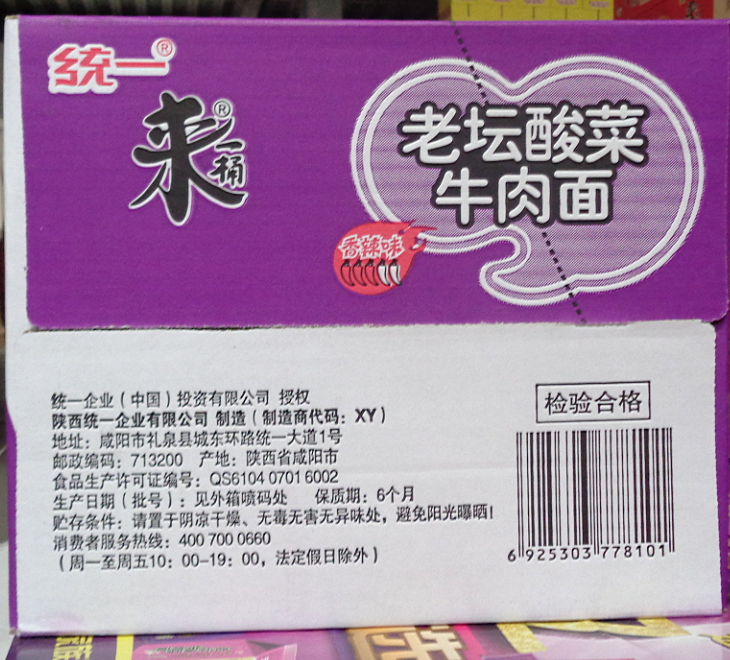 统一®
来一桶®
老坛酸菜
牛肉面
香辣味
统一企业（中国）投资有限公司 授权
陕西统一企业有限公司 制造（制造商代码：XY）
地址：咸阳市礼泉县城东环路统一大道1号
邮政编码：713200 产地：陕西省咸阳市
食品生产许可证编号：QS6104 0701 6002
生产日期（批号）：见外箱喷码处 保质期：6个月
贮存条件：请置于阴凉干燥、无毒无害无异味处，避免阳光曝晒！
消费者服务热线：400 700 0660
（周一至周五10：00-19：00，法定假日除外）
检验合格
6 925303 778101